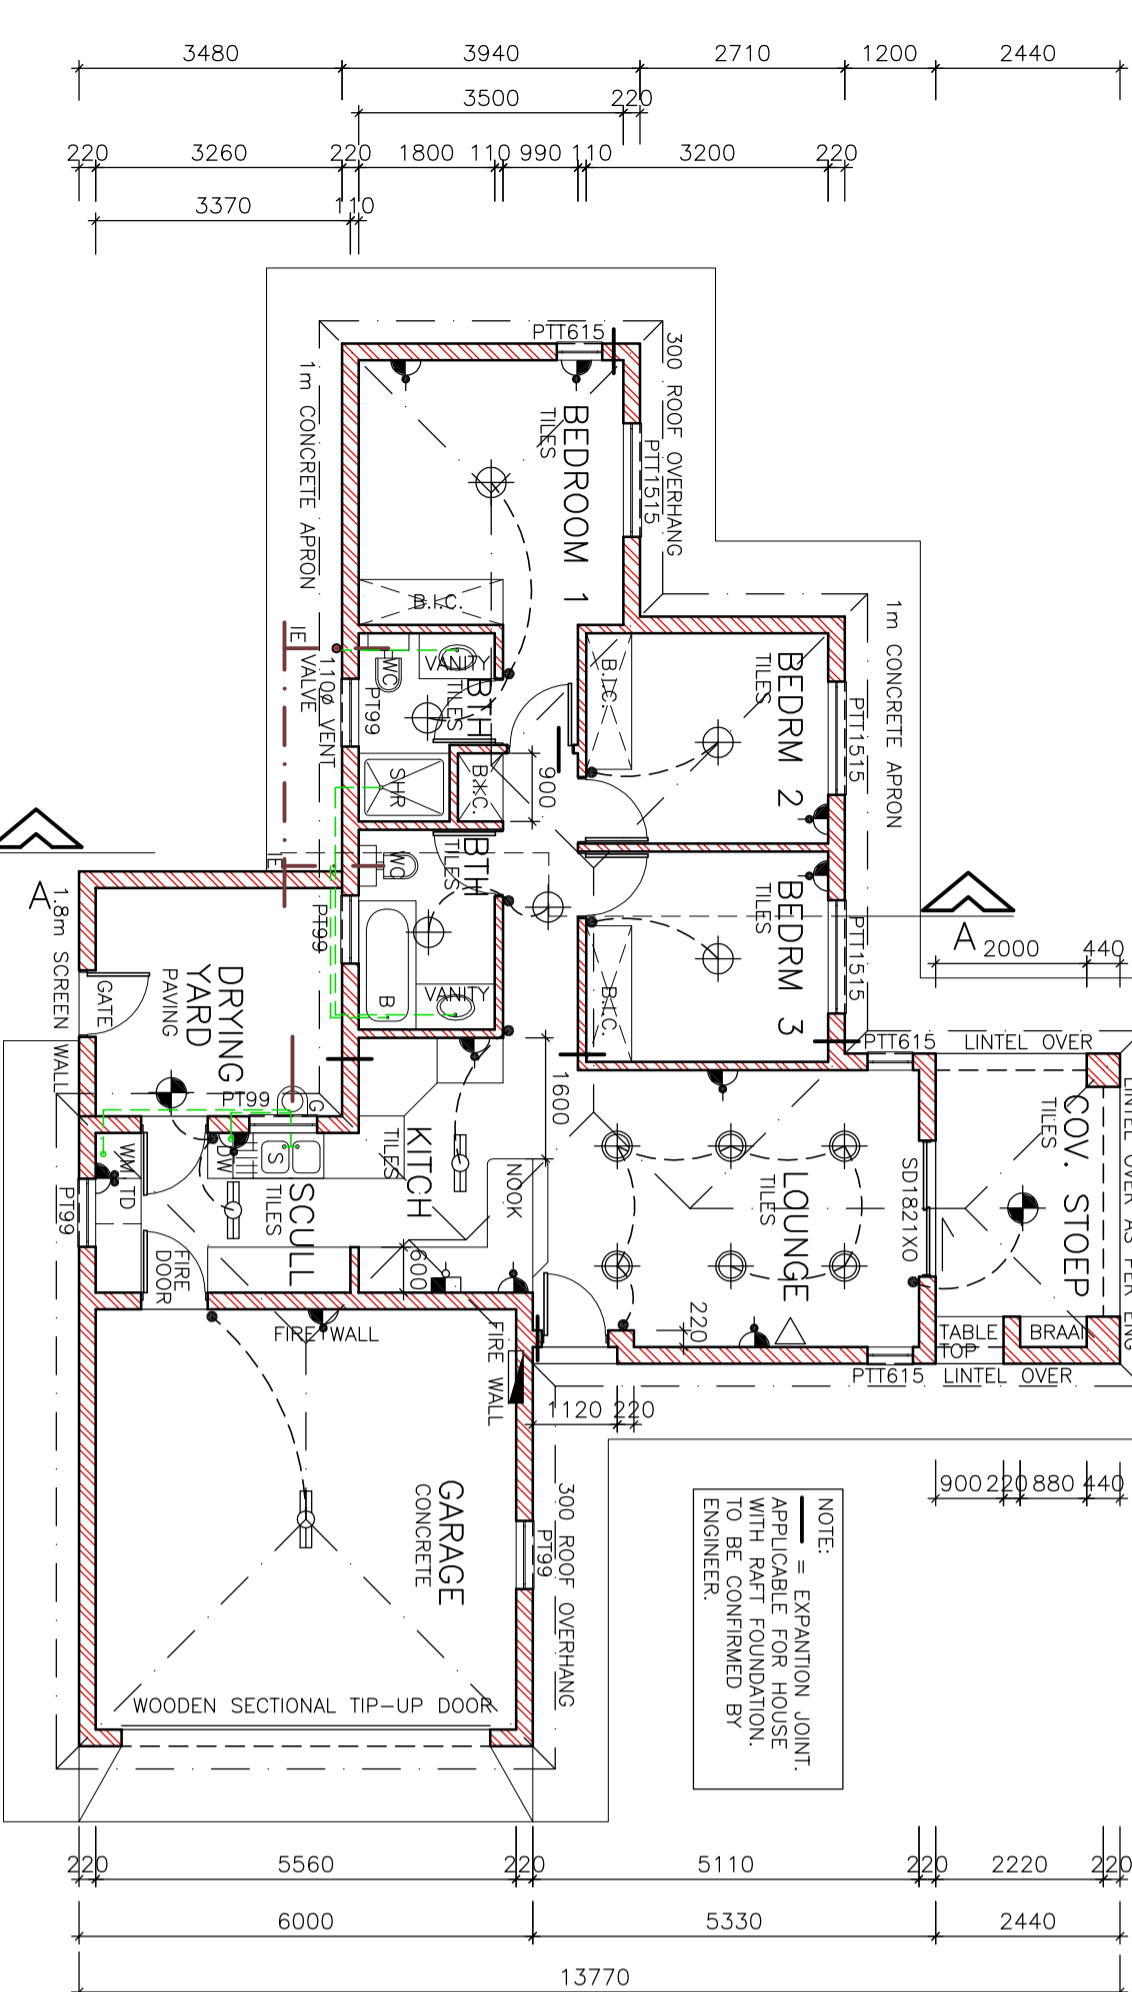 3480
3940
2710
1200
2440
3500
220
220
3260
220
1800
110
990
110
3200
220
3370
110
PTT615
300 ROOF OVERHANG
PTT1515
1m CONCRETE APRON
BEDROOM 1
TILES
B.I.C.
1m CONCRETE APRON
IE VALVE
110ø VENT
WC
VANITY
BTH
TILES
PT99
SHR
B.I.C.
900
B.I.C.
BEDRM 2
TILES
PTT1515
A
IE
WC
BTH
TILES
PT99
B
VANITY
BEDRM 3
TILES
B.I.C.
PTT1515
A
2000
440
1.8m SCREEN WALL
GATE
DRYING
YARD
PAVING
PT99
G
1600
PTT615
LINTEL OVER
LINTEL OVER AS PER ENG
COV. STOEP
TILES
KITCH
TILES
NOOK
LOUNGE
TILES
SD1821X0
WM
TD
DW
S
SCULL
TILES
PT99
FIRE
DOOR
600
220
TABLE
TOP
BRAAI
FIRE WALL
FIRE WALL
PTT615
LINTEL OVER
1120
220
900
220
880
440
GARAGE
CONCRETE
PT99
300 ROOF OVERHANG
NOTE:
= EXPANTION JOINT.
APPLICABLE FOR HOUSE
WITH RAFT FOUNDATION.
TO BE CONFIRMED BY
ENGINEER.
WOODEN SECTIONAL TIP-UP DOOR
220
5560
220
5110
220
2220
220
6000
5330
2440
13770